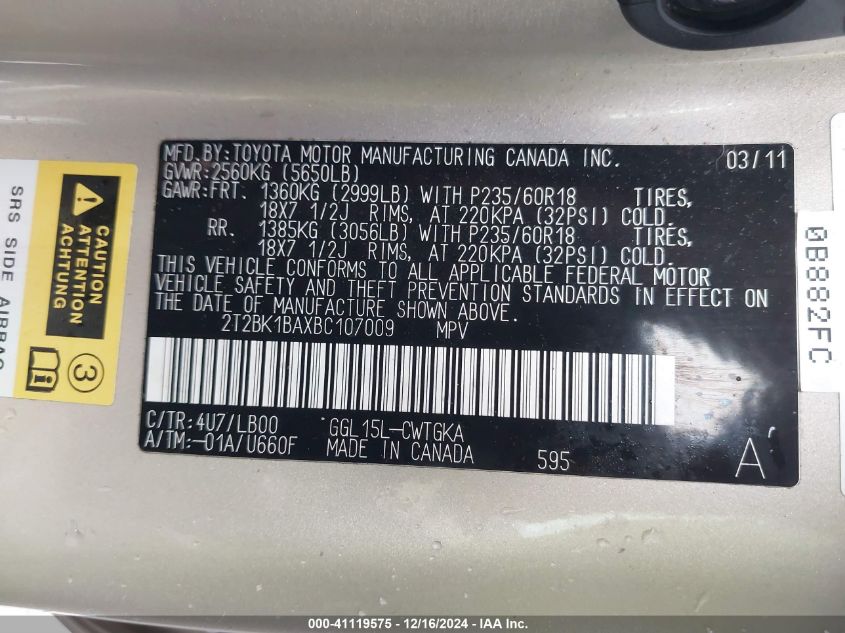 MFD.BY:TOYOTA MOTOR MANUFACTURING CANADA INC. 03/11
GVWR:2560KG (5650LB)
GAWR:FRT. 1360KG (2999LB) WITH P235/60R18 TIRES,
18X7 1/2J RIMS, AT 220KPA (32PSI) COLD.
RR. 1385KG (3056LB) WITH P235/60R18 TIRES,
18X7 1/2J RIMS, AT 220KPA (32PSI) COLD.
THIS VEHICLE CONFORMS TO ALL APPLICABLE FEDERAL MOTOR
VEHICLE SAFETY AND THEFT PREVENTION STANDARDS IN EFFECT ON
THE DATE OF MANUFACTURE SHOWN ABOVE.
2T2BK1BAXBC107009 MPV
C/TR:4U7/LB00 GGL15L-CWTGKA
A/TM:-01A/U660F MADE IN CANADA 595 A
CAUTION
ATTENTION
ACHTUNG
3
SRS SIDE AIRBAG
0B882FC
000-41119575 - 12/16/2024 - IAA Inc.